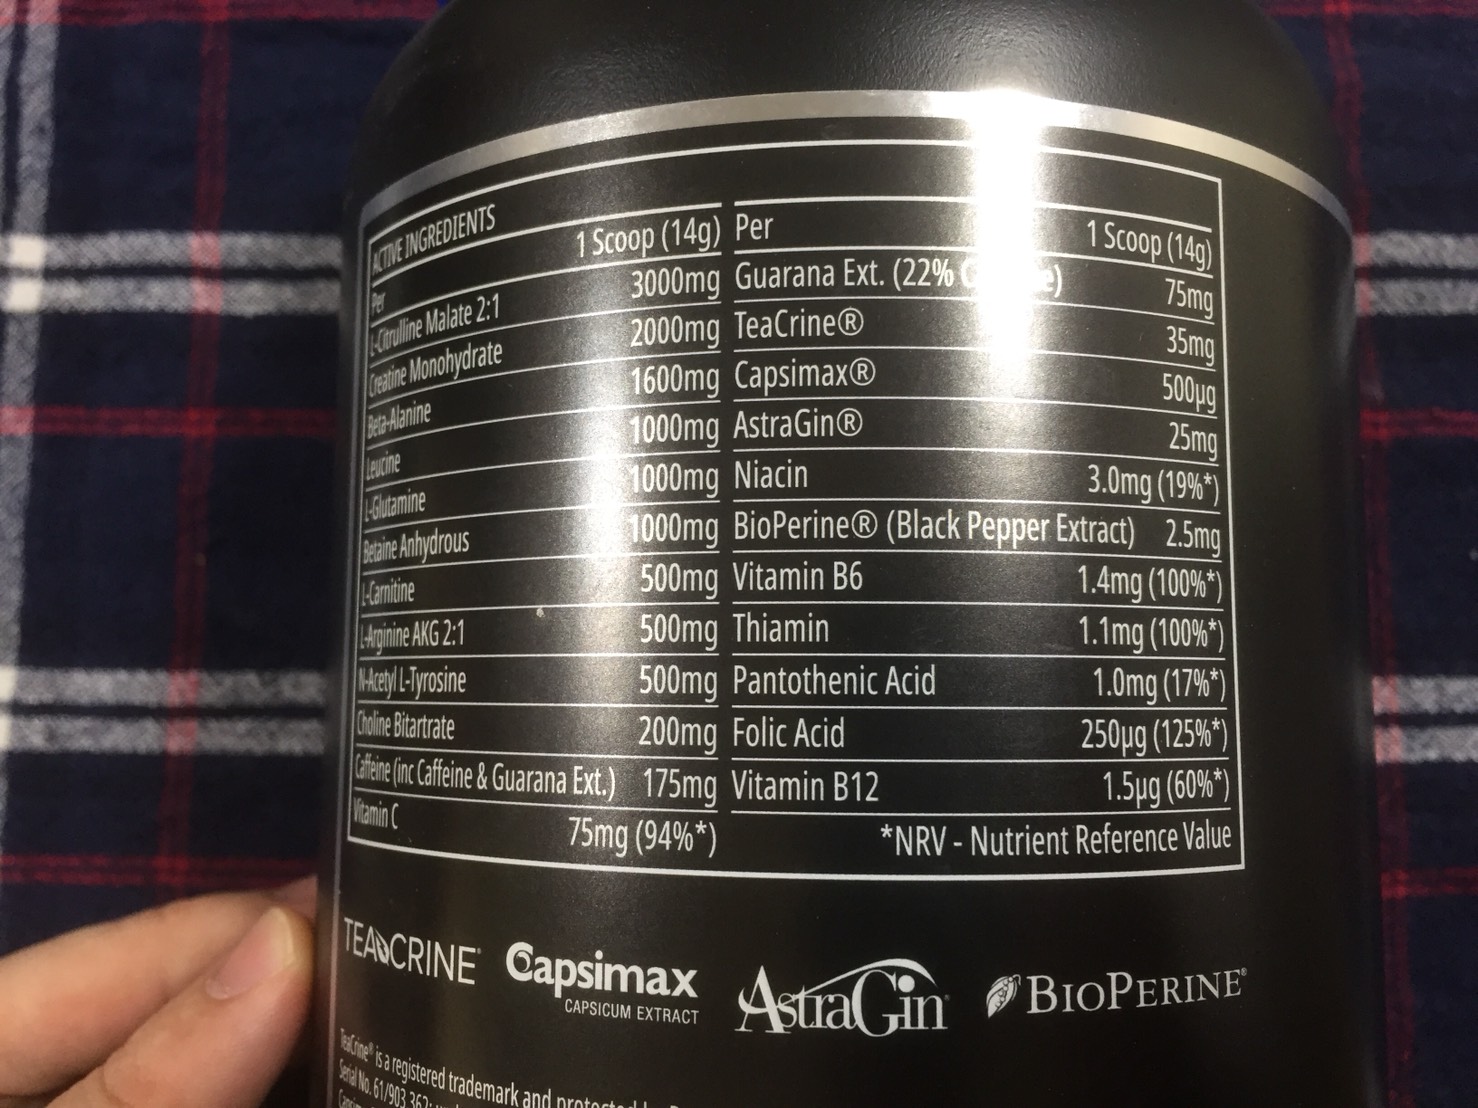 ACTIVE INGREDIENTS
Per 1 Scoop (14g)
L-Citrulline Malate 2:1 3000mg
Creatine Monohydrate 2000mg
Beta-Alanine 1600mg
Leucine 1000mg
L-Glutamine 1000mg
Betaine Anhydrous 1000mg
L-Carnitine 500mg
L-Arginine AKG 2:1 500mg
N-Acetyl L-Tyrosine 500mg
Choline Bitartrate 200mg
Caffeine (inc Caffeine & Guarana Ext.) 175mg
Vitamin C 75mg (94%*)
Per 1 Scoop (14g)
Guarana Ext. (22% 75mg
TeaCrine® 35mg
Capsimax® 500µg
AstraGin® 25mg
Niacin 3.0mg (19%*)
BioPerine® (Black Pepper Extract) 2.5mg
Vitamin B6 1.4mg (100%*)
Thiamin 1.1mg (100%*)
Pantothenic Acid 1.0mg (17%*)
Folic Acid 250µg (125%*)
Vitamin B12 1.5µg (60%*)
*NRV - Nutrient Reference Value
TEACRINE®
Capsimax
CAPSICUM EXTRACT
AstraGin®
BIOPERINE®
TeaCrine® is a registered trademark and protected
Serial No. 61/903,362;